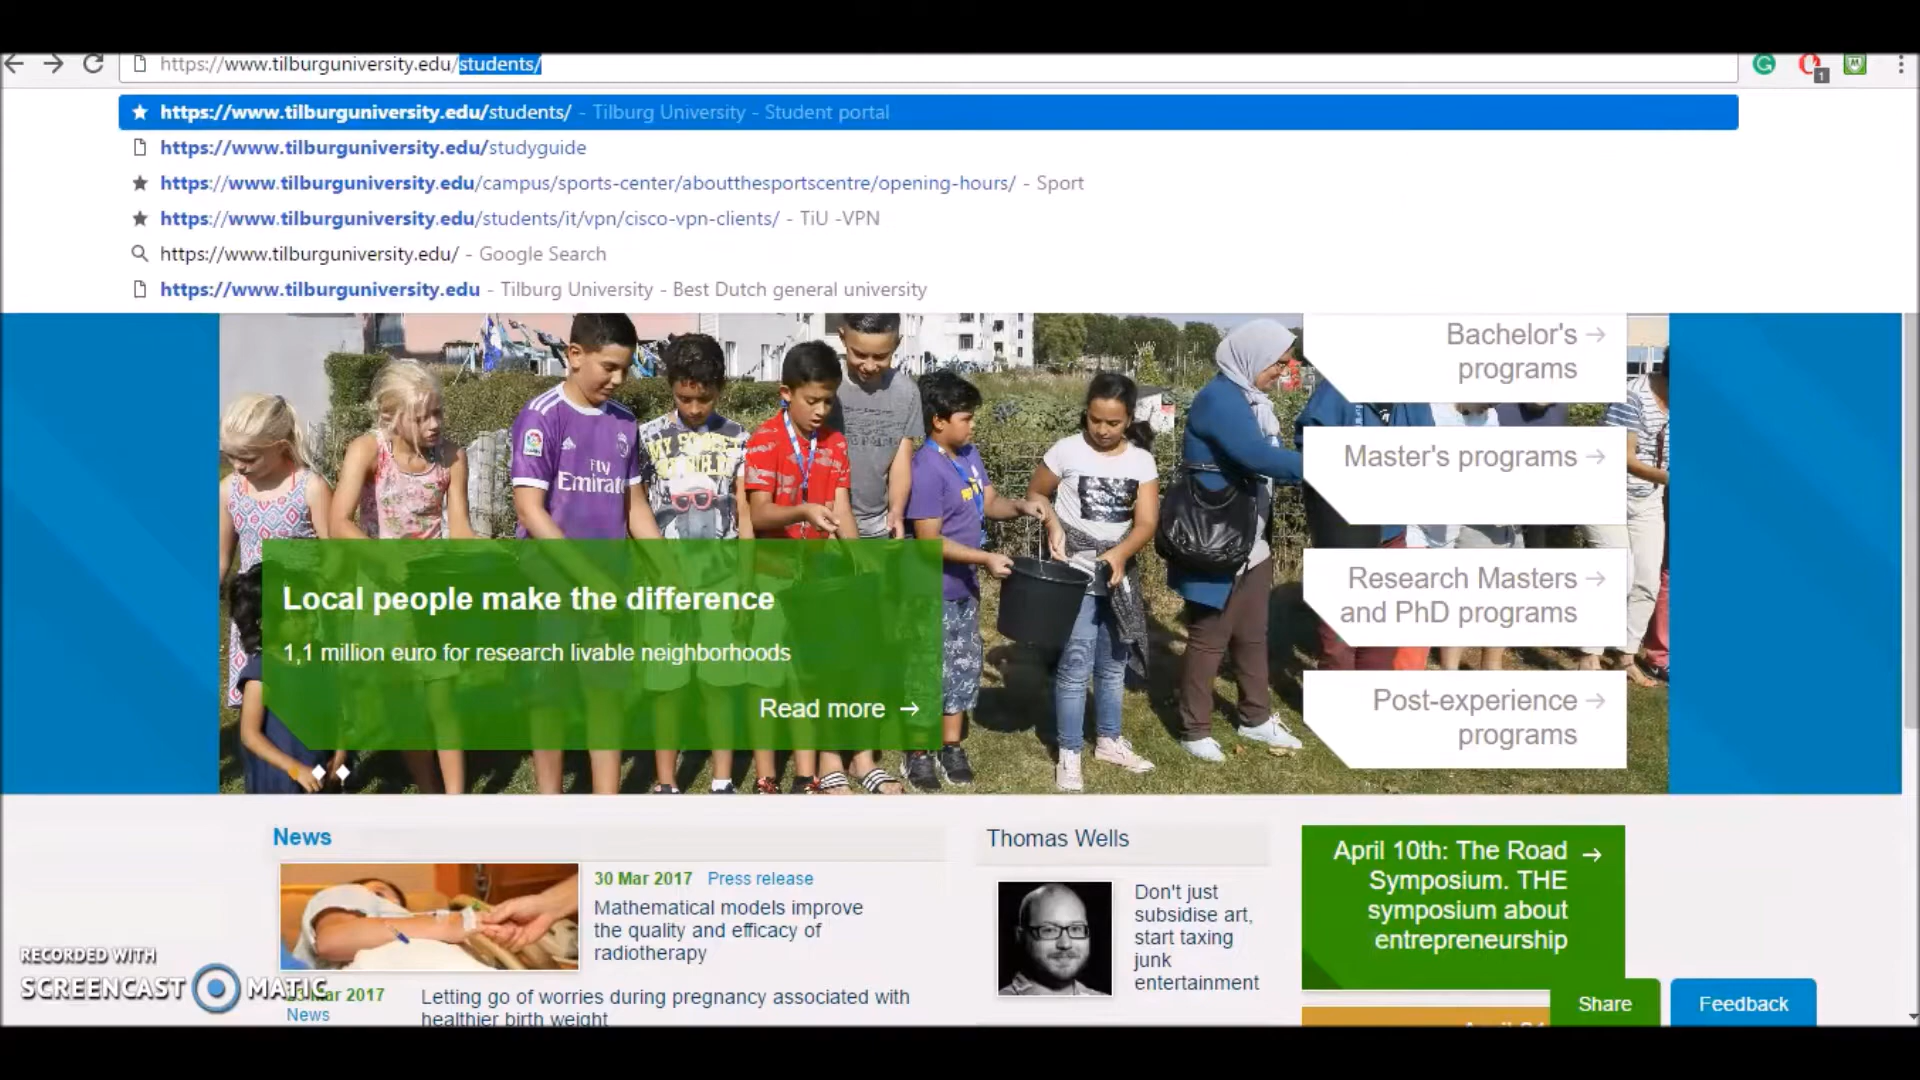 https://www.tilburguniversity.edu/students/
1
https://www.tilburguniversity.edu/students/ - Tilburg University - Student portal
https://www.tilburguniversity.edu/studyguide
https://www.tilburguniversity.edu/campus/sports-center/aboutthesportscentre/opening-hours/ - Sport
https://www.tilburguniversity.edu/students/it/vpn/cisco-vpn-clients/ - TiU -VPN
https://www.tilburguniversity.edu/ - Google Search
https://www.tilburguniversity.edu - Tilburg University - Best Dutch general university
Bachelor's
programs
Master's programs
Research Masters
and PhD programs
Post-experience
programs
Fly
Emirate
Local people make the difference
1,1 million euro for research livable neighborhoods
Read more
News
30 Mar 2017 Press release
Mathematical models improve
the quality and efficacy of
radiotherapy
Mar 2017
News
Letting go of worries during pregnancy associated with
healthier birth weight
Thomas Wells
Don't just
subsidise art,
start taxing
junk
entertainment
April 10th: The Road
Symposium. THE
symposium about
entrepreneurship
Share
Feedback
RECORDED WITH
SCREENCAST MATIC